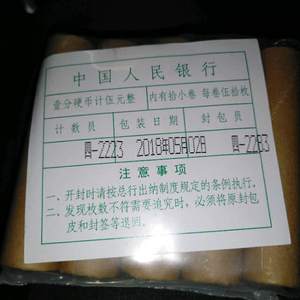 中国人民银行
壹分硬币计伍元整 内有拾小卷 每卷伍拾枚
计数员 包装日期 封包员
四-2223 2018年05月02日 四-2283
注意事项
一、开封时请按总行出纳制度规定的条例执行.
二、发现枚数不符需要追究时、必须将原封包
皮和封签等退回.